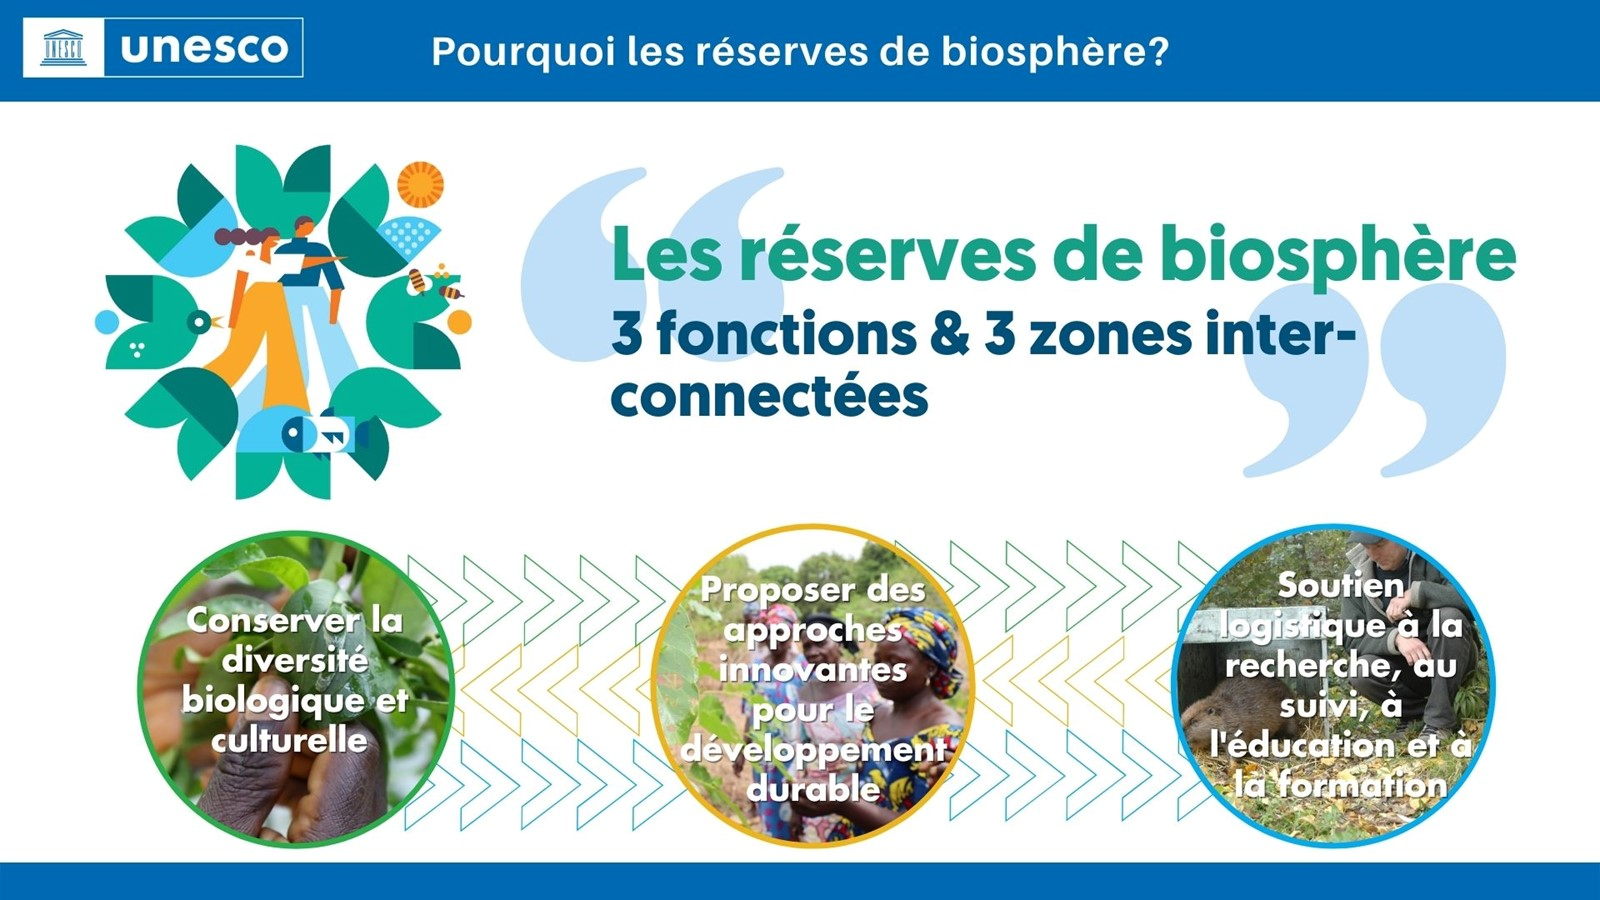 UNESCO
unesco
Pourquoi les réserves de biosphère?
Les réserves de biosphère
3 fonctions & 3 zones inter-
connectées
Conserver la
diversité
biologique et
culturelle
Proposer des
approches
innovantes
pour le
développement
durable
Soutien
logistique à la
recherche, au
suivi, à
l'éducation et à
la formation